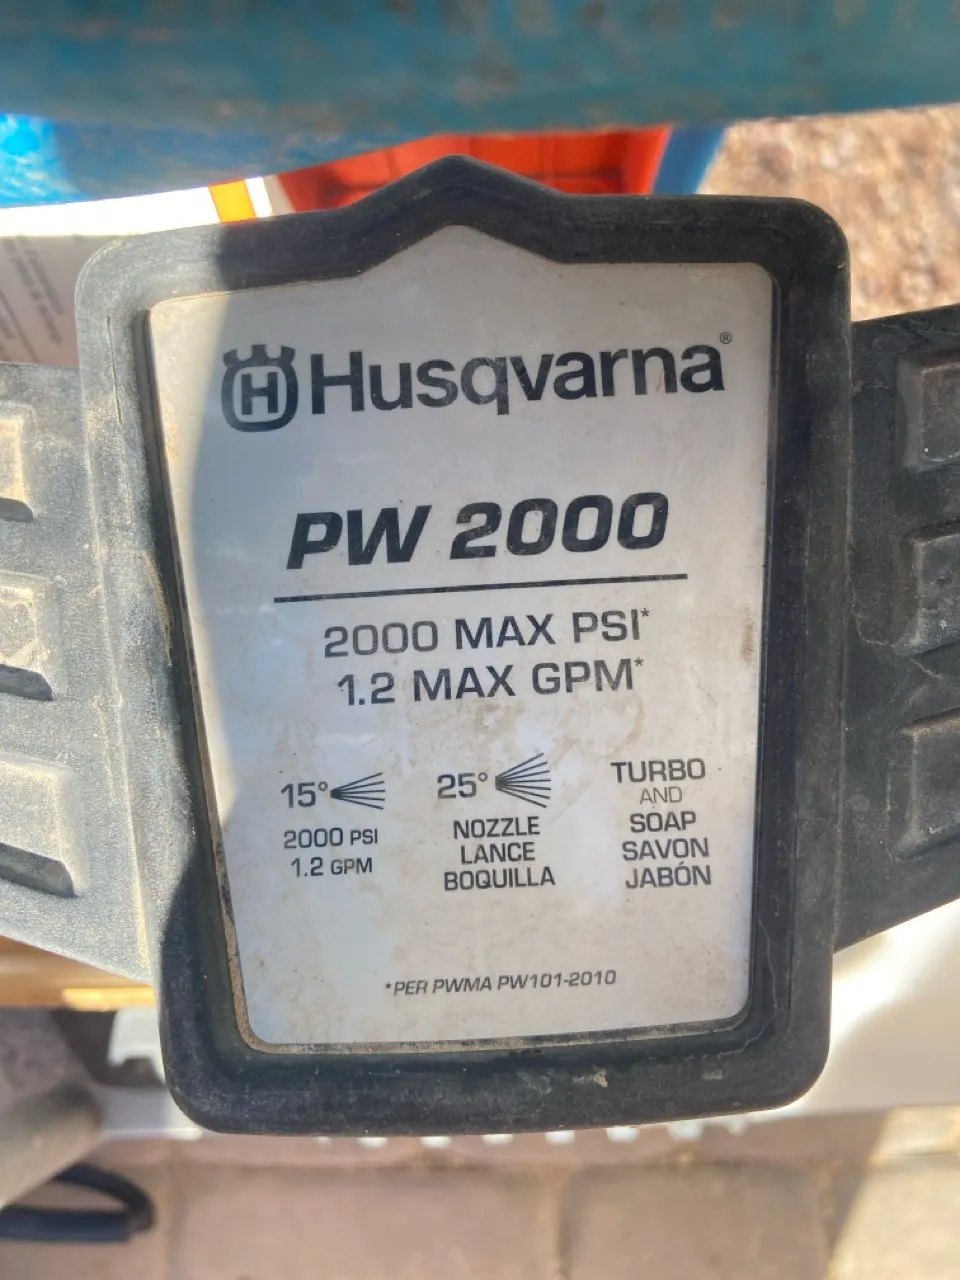 Husqvarna®
PW 2000
2000 MAX PSI*
1.2 MAX GPM*
15°
2000 PSI
1.2 GPM
25°
NOZZLE
LANCE
BOQUILLA
TURBO
AND
SOAP
SAVON
JABÓN
*PER PWMA PW101-2010